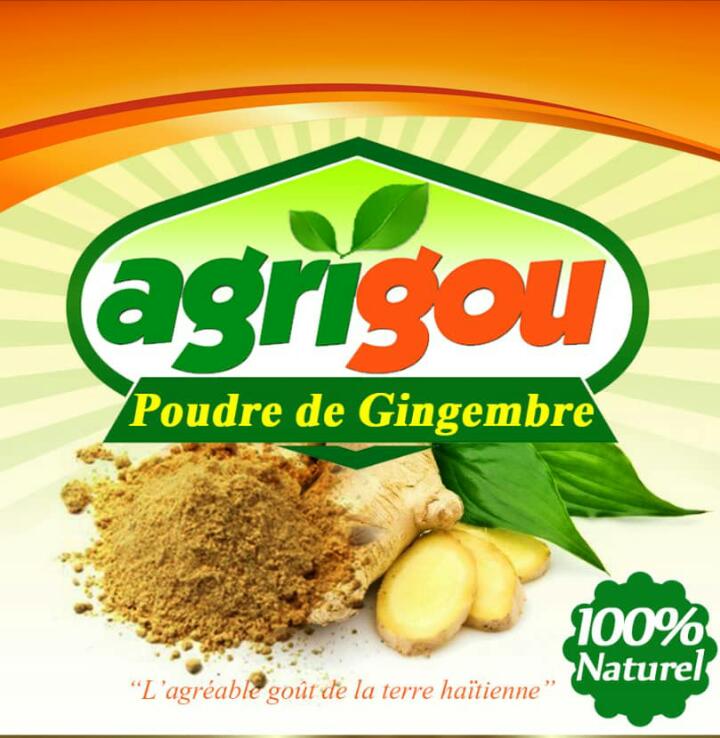 agrigou
Poudre de Gingembre
100%
Naturel
“L’agréable goût de la terre haïtienne”